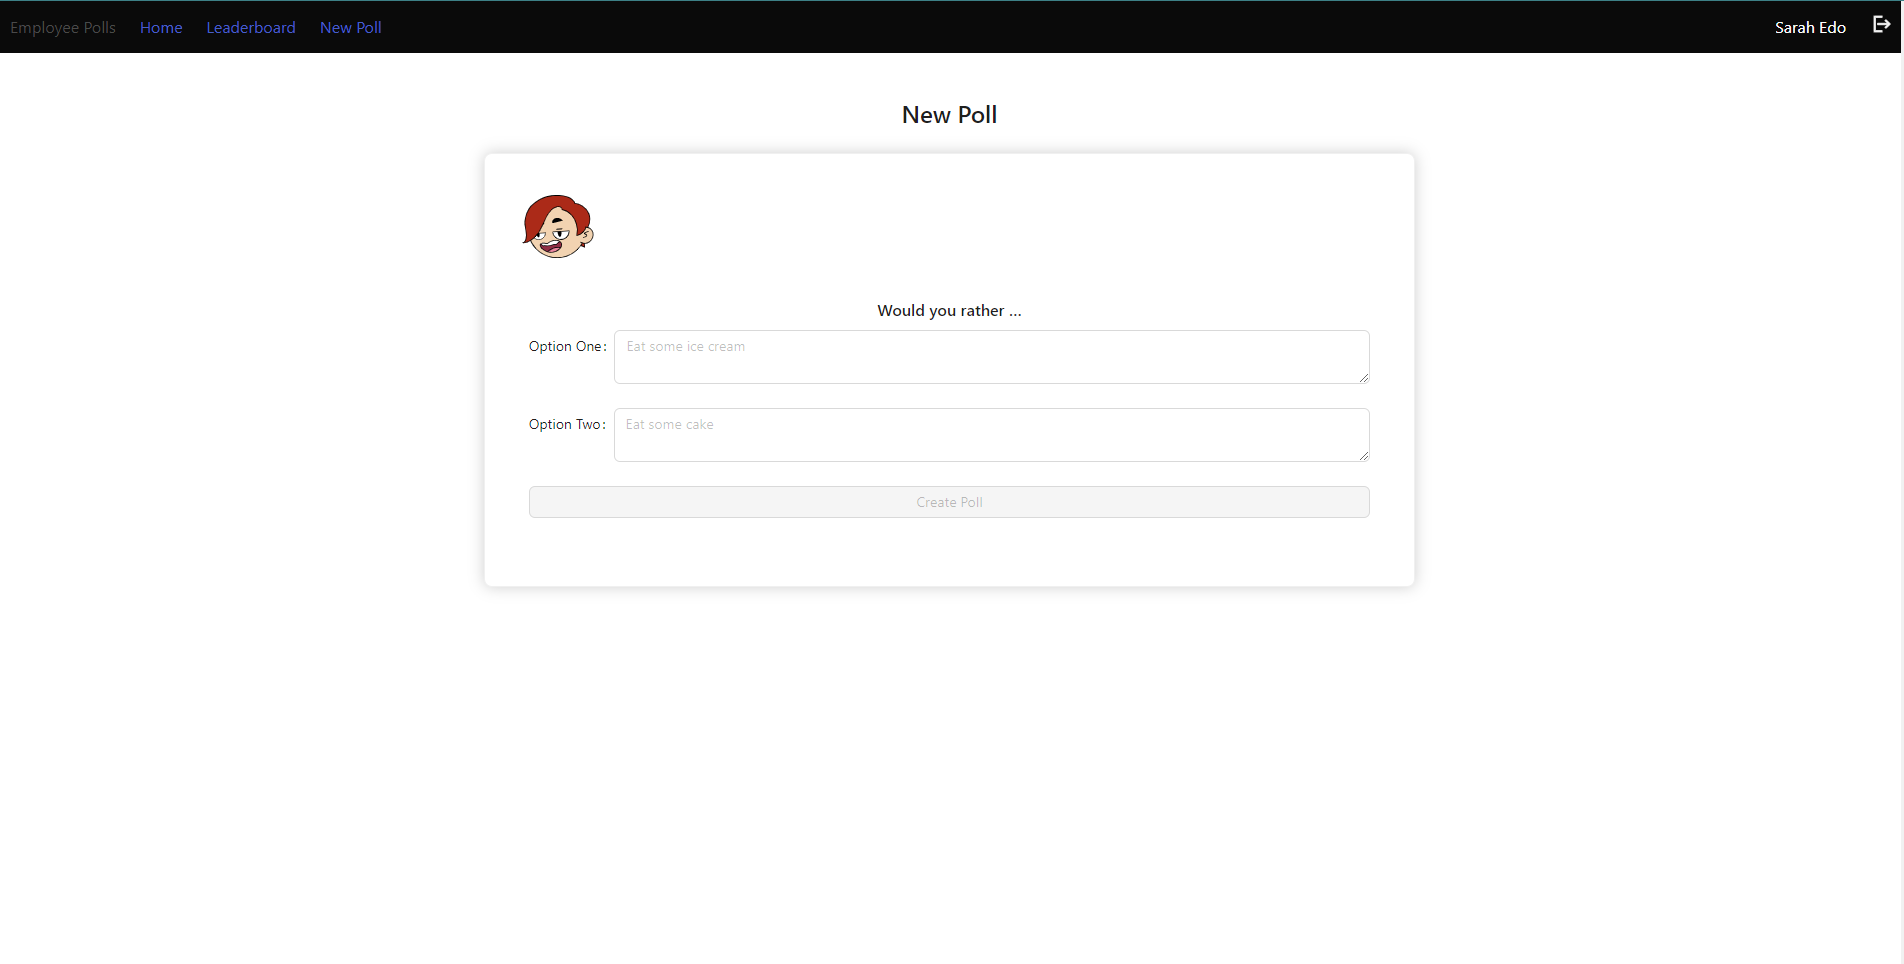 Employee Polls Home Leaderboard New Poll Sarah Edo
New Poll
Would you rather ...
Option One: Eat some ice cream
Option Two: Eat some cake
Create Poll